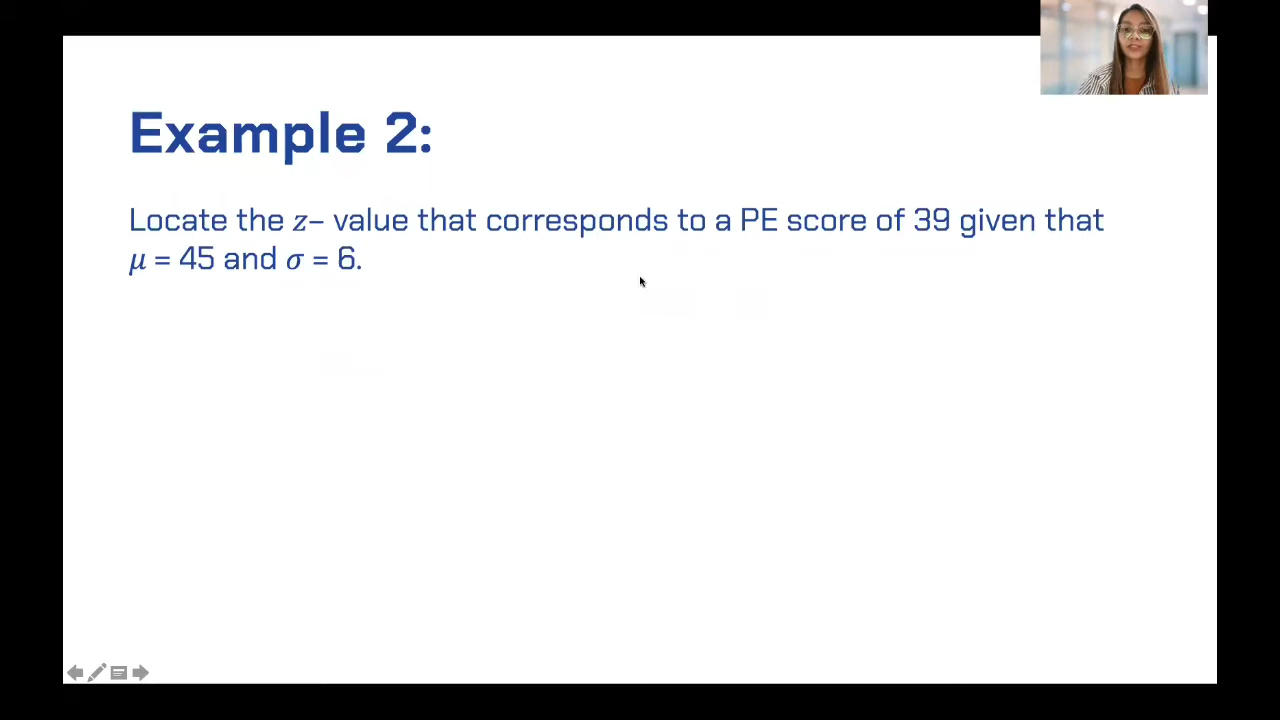 Example 2:
Locate the z– value that corresponds to a PE score of 39 given that
μ = 45 and σ = 6.